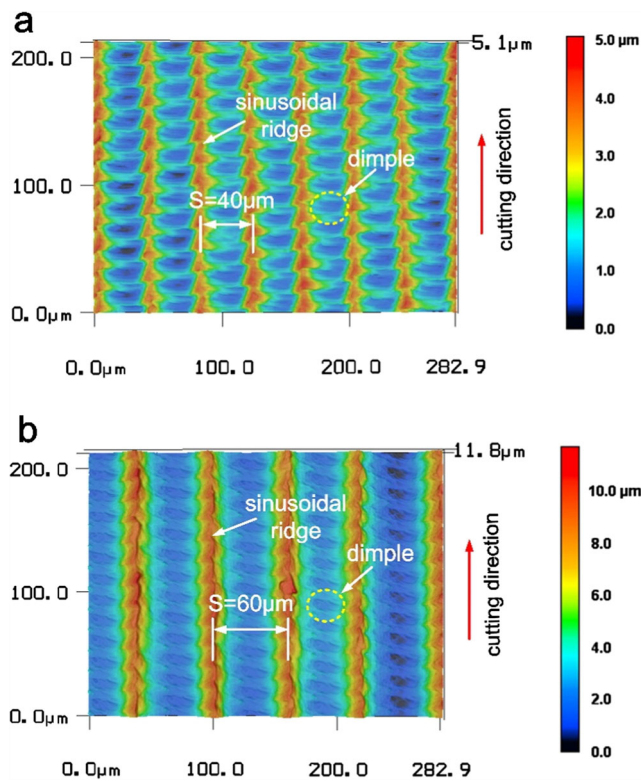 a
200.0
5.1µm
5.0 µm
sinusoidal
ridge
4.0
dimple
3.0
100.0
S=40µm
cutting direction
2.0
1.0
0.0µm
0.0
0.0µm
100.0
200.0
282.9
b
200.0
11.8µm
sinusoidal
ridge
10.0 µm
8.0
dimple
100.0
S=60µm
cutting direction
6.0
4.0
2.0
0.0µm
0.0
0.0µm
100.0
200.0
282.9